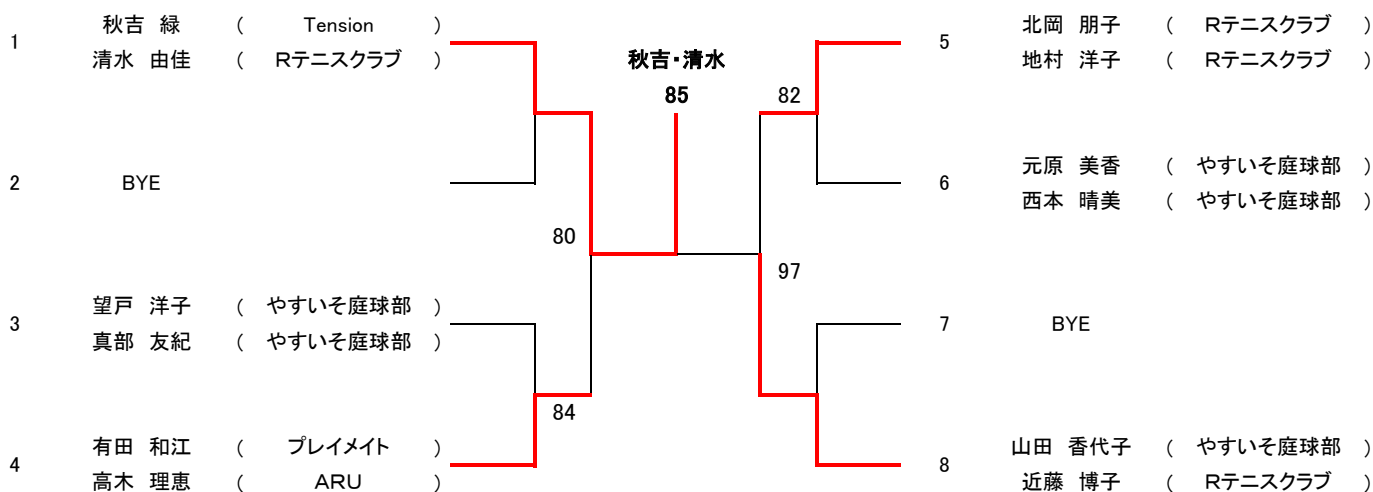 1 秋吉 緑 ( Tension )
清水 由佳 ( Rテニスクラブ )
2 BYE
3 望戸 洋子 ( やすいそ庭球部 )
真部 友紀 ( やすいそ庭球部 )
4 有田 和江 ( プレイメイト )
高木 理恵 ( ARU )
80
84
秋吉・清水
85
82
97
5 北岡 朋子 ( Rテニスクラブ )
地村 洋子 ( Rテニスクラブ )
6 元原 美香 ( やすいそ庭球部 )
西本 晴美 ( やすいそ庭球部 )
7 BYE
8 山田 香代子 ( やすいそ庭球部 )
近藤 博子 ( Rテニスクラブ )